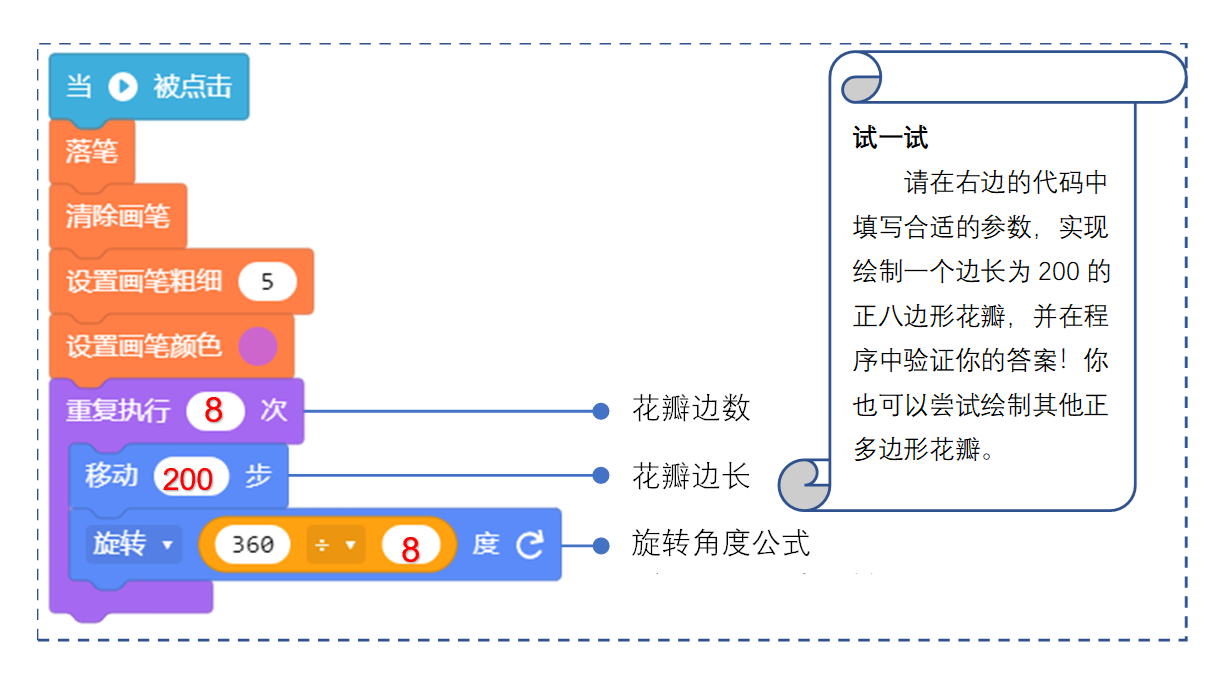 当 被点击
落笔
清除画笔
设置画笔粗细 5
设置画笔颜色
重复执行 8 次
花瓣边数
移动 200 步
花瓣边长
旋转 360 ÷ 8 度
旋转角度公式
试一试
请在右边的代码中
填写合适的参数，实现
绘制一个边长为 200 的
正八边形花瓣，并在程
序中验证你的答案！你
也可以尝试绘制其他正
多边形花瓣。